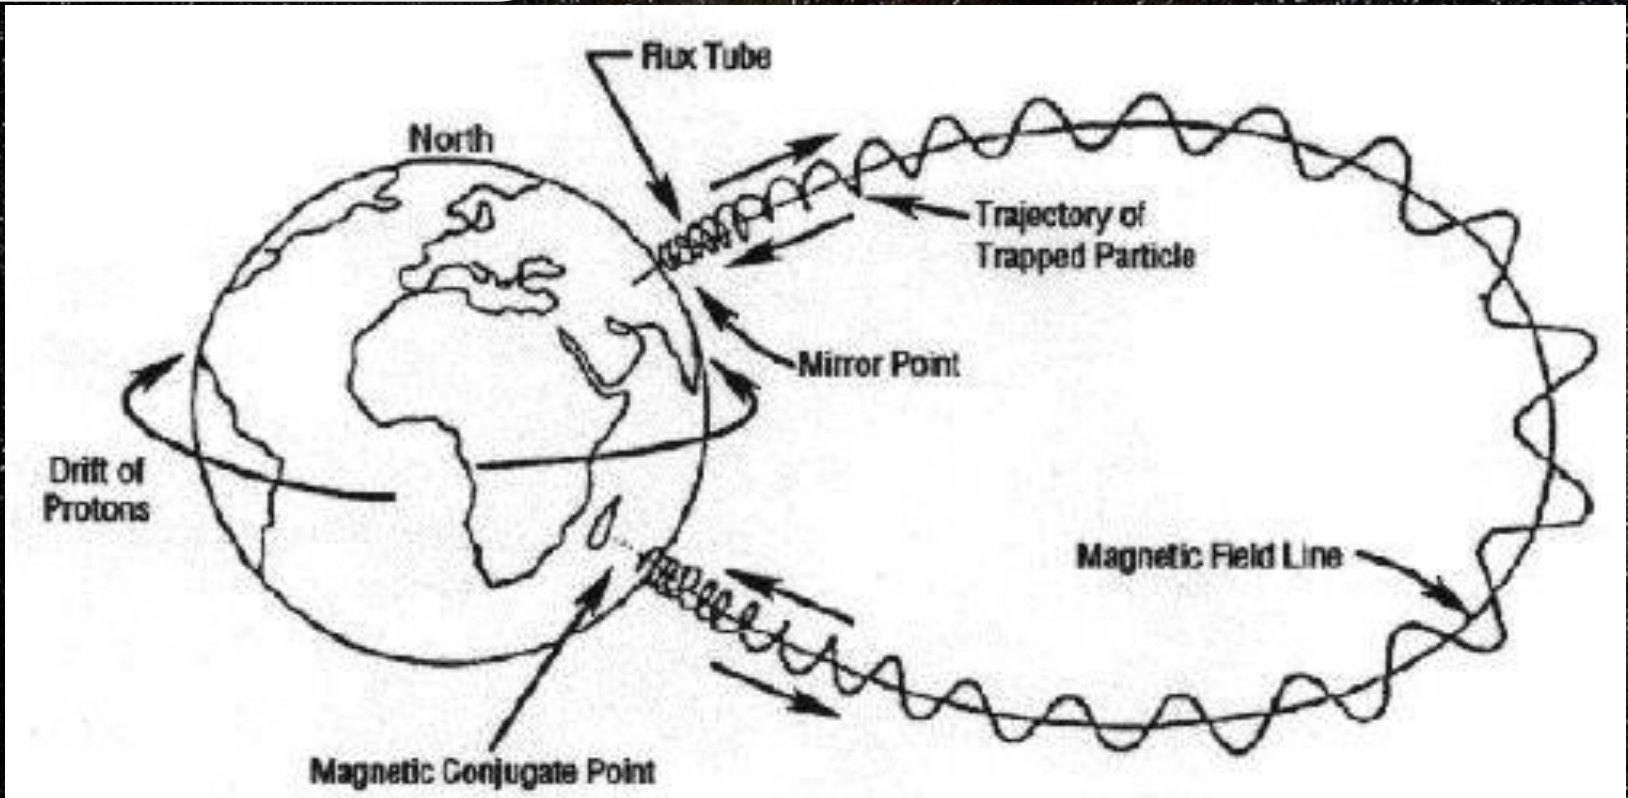 Flux Tube
North
Trajectory of
Trapped Particle
Mirror Point
Drift of
Protons
Magnetic Field Line
Magnetic Conjugate Point